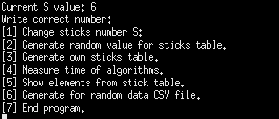 Current S value: 6
Write correct number:
[1] Change sticks number S:
[2] Generate random value for sticks table.
[3] Generate own sticks table.
[4] Measure time of algorithms.
[5] Show elements from stick table.
[6] Generate for random data CSV file.
[7] End program.